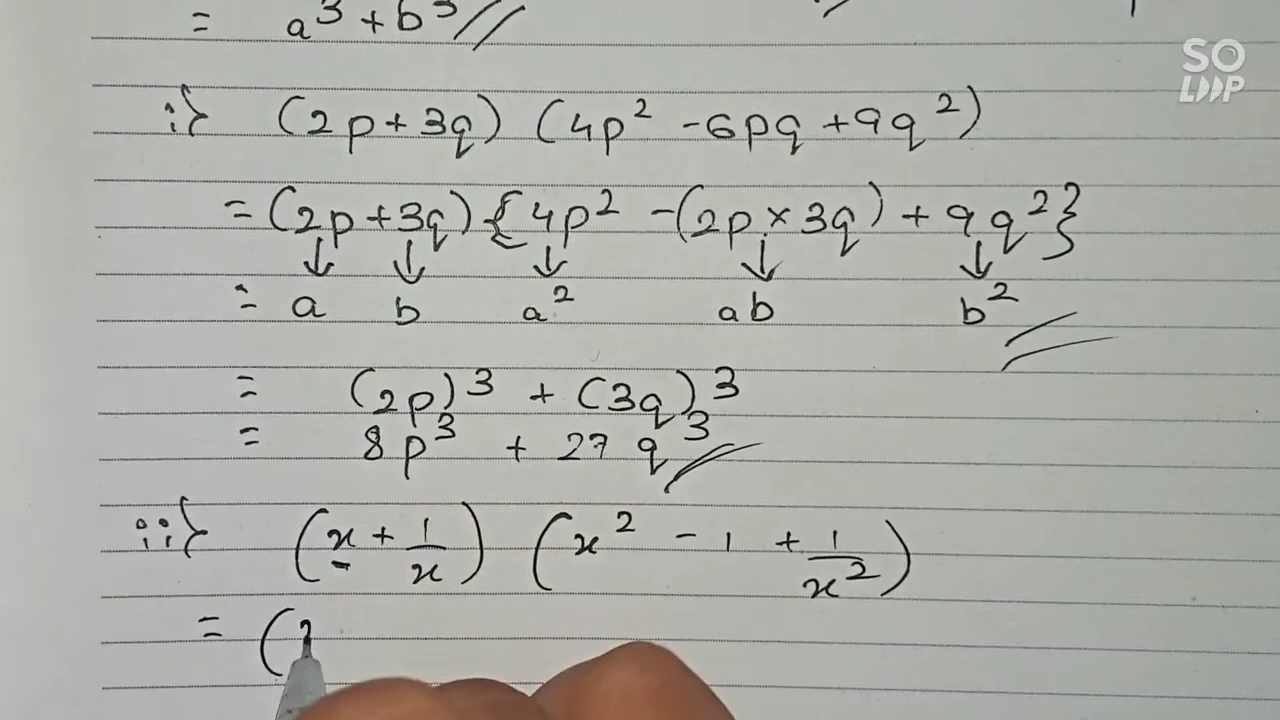 = a³ + b³
SO
LOOP
i) (2p + 3q) (4p² - 6pq + 9q²)
= (2p + 3q) {4p² - (2p × 3q) + 9q²}
↓ ↓ ↓ ↓ ↓
= a b a² ab b²
= (2p)³ + (3q)³
= 8p³ + 27q³
ii) (x + 1/x) (x² - 1 + 1/x²)
= (